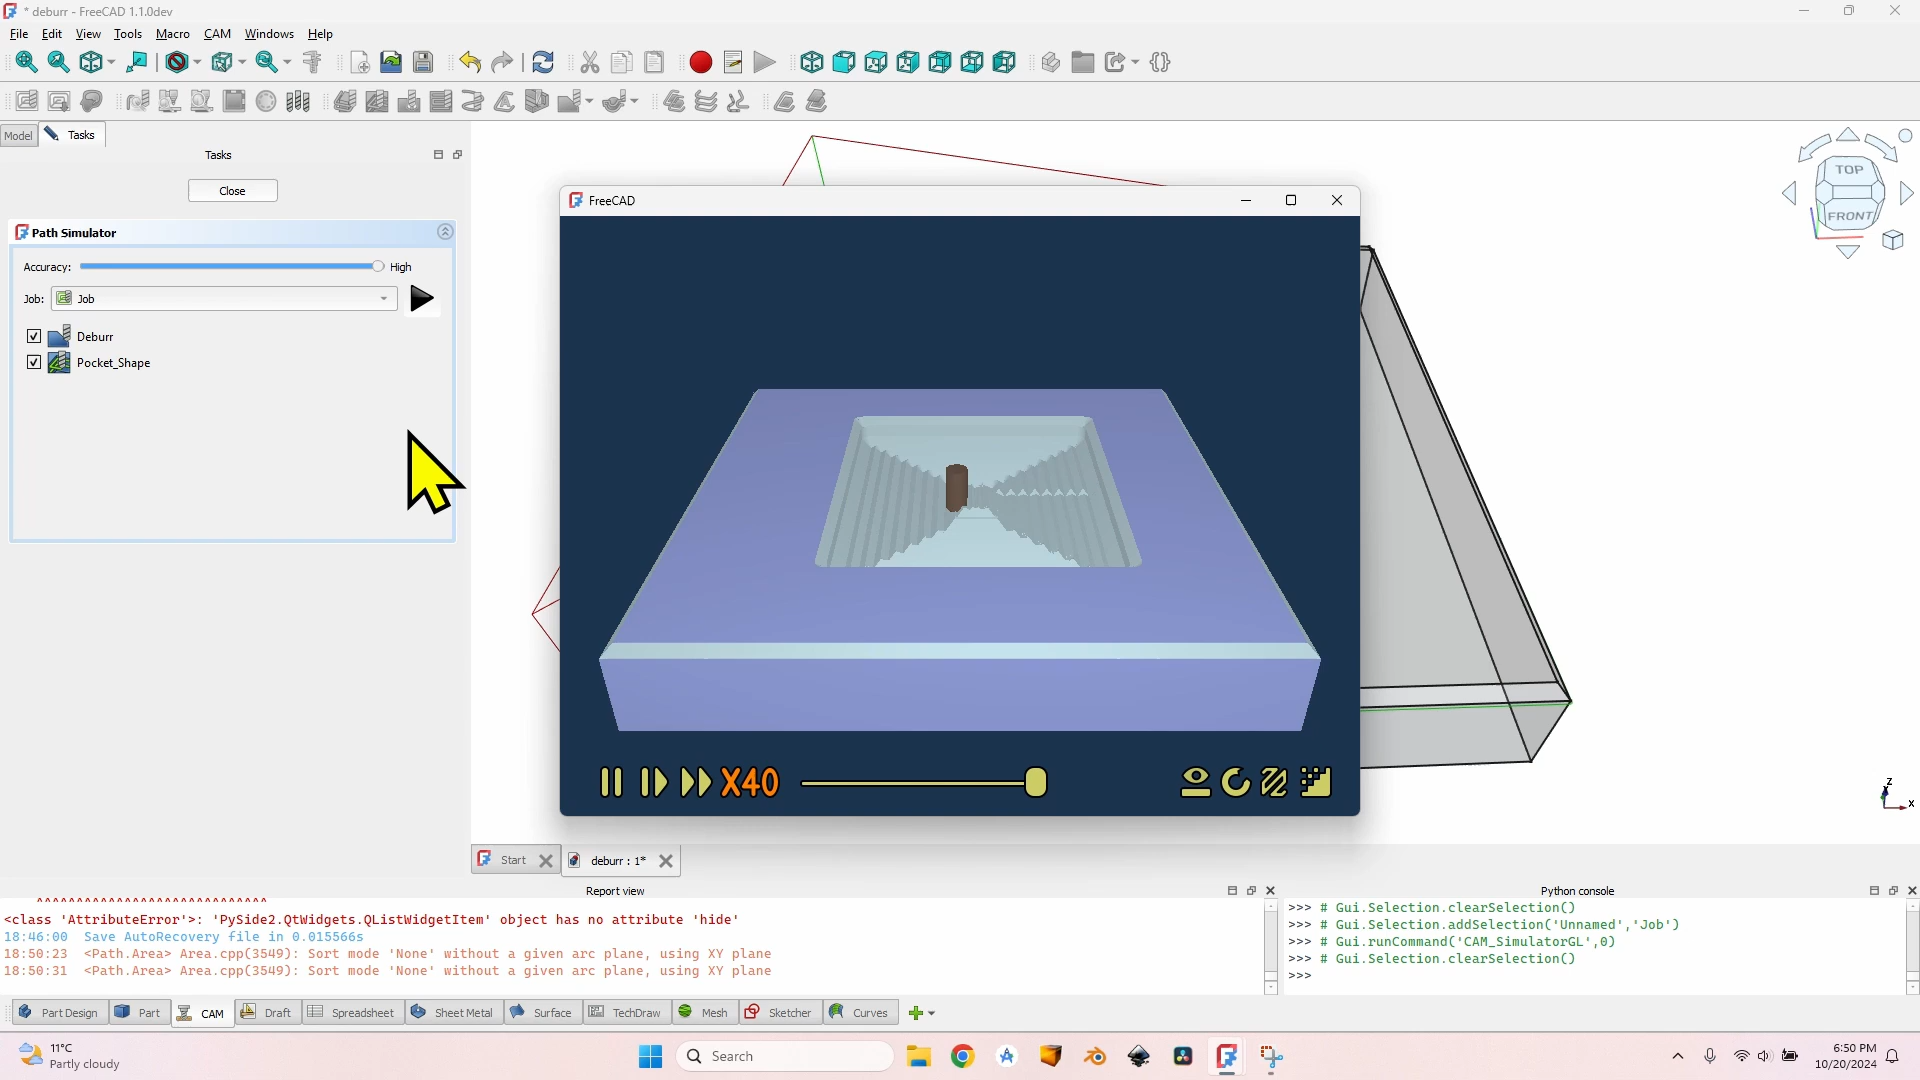 * deburr - FreeCAD 1.1.0dev
File Edit View Tools Macro CAM Windows Help
Model Tasks
Tasks
Close
Path Simulator
Accuracy: High
Job: Job
Deburr
Pocket_Shape
FreeCAD
X40
TOP
FRONT
Z
X
Start deburr : 1*
Report view
^^^^^^^^^^^^^^^^^^^^^^^^^^^^^
<class 'AttributeError'>: 'PySide2.QtWidgets.QListWidgetItem' object has no attribute 'hide'
18:46:00 Save AutoRecovery file in 0.015566s
18:50:23 <Path.Area> Area.cpp(3549): Sort mode 'None' without a given arc plane, using XY plane
18:50:31 <Path.Area> Area.cpp(3549): Sort mode 'None' without a given arc plane, using XY plane
Python console
>>> # Gui.Selection.clearSelection()
>>> # Gui.Selection.addSelection('Unnamed','Job')
>>> # Gui.runCommand('CAM_SimulatorGL',0)
>>> # Gui.Selection.clearSelection()
>>>
Part Design Part CAM Draft Spreadsheet Sheet Metal Surface TechDraw Mesh Sketcher Curves
11°C
Partly cloudy
Search
6:50 PM
10/20/2024